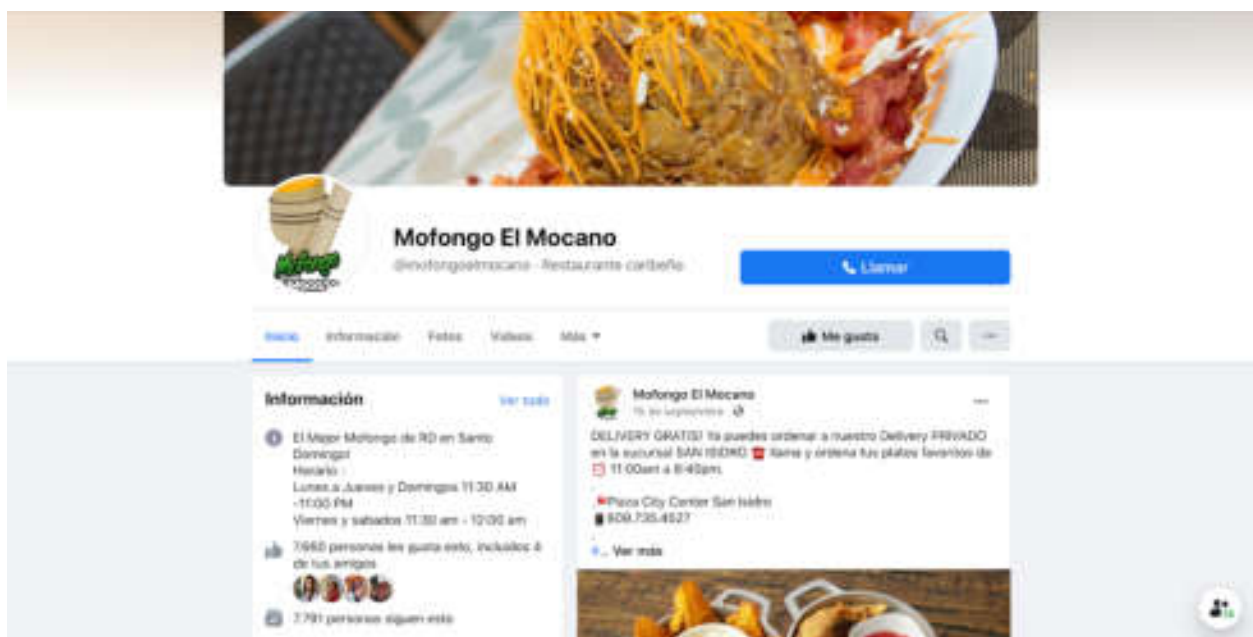 Mofongo
Mofongo El Mocano
@mofongoelmocano · Restaurante caribeño
Llamar
Inicio Información Fotos Videos Más
Me gusta
Información Ver todo
El Mejor Mofongo de RD en Santo
Domingo!
Horario :
Lunes a Jueves y Domingos 11:30 AM
-11:00 PM
Viernes y sabados 11:30 am - 12:00 am
personas les gusta esto, incluidos 4
de tus amigos
7.791 personas siguen esto
Mofongo El Mocano
de septiembre
DELIVERY GRATIS! Ya puedes ordenar a nuestro Delivery PRIVADO
en la sucursal SAN ISIDRO llama y ordena tus platos favoritos de
11:00am a 8:40pm.
Plaza City Center San Isidro
809.735.4527
.
... Ver más